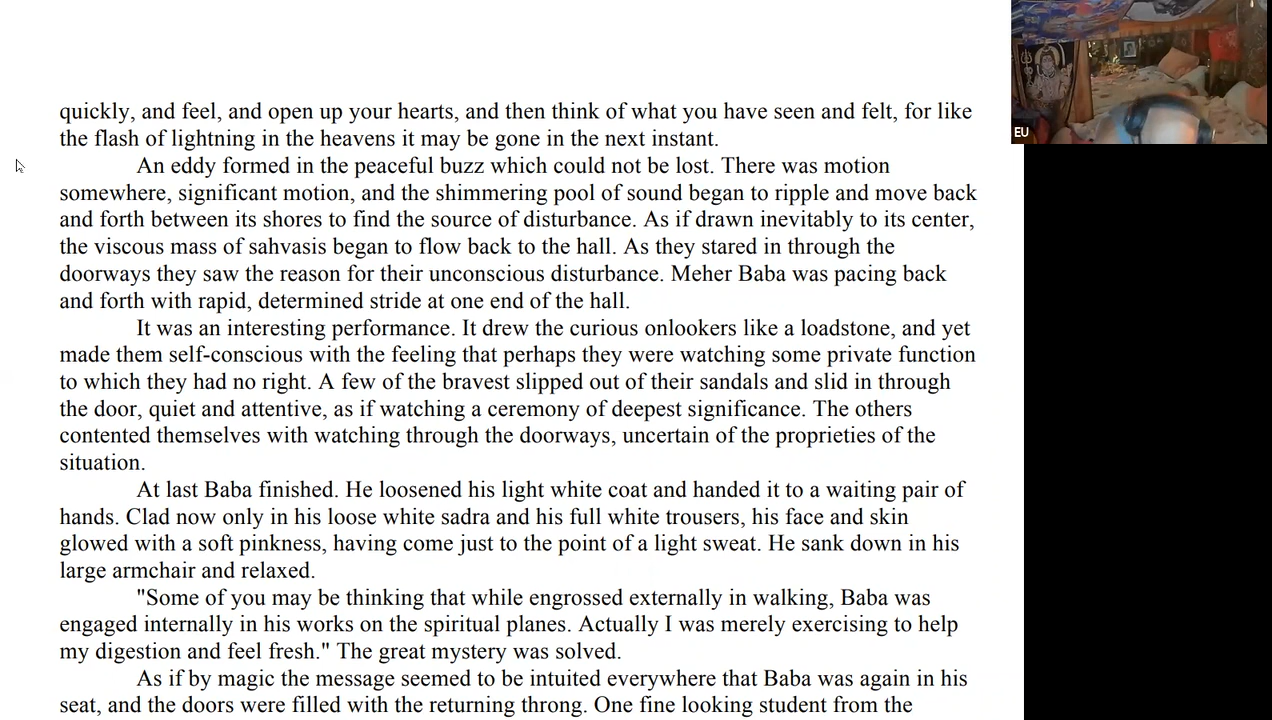 quickly, and feel, and open up your hearts, and then think of what you have seen and felt, for like
the flash of lightning in the heavens it may be gone in the next instant.
An eddy formed in the peaceful buzz which could not be lost. There was motion
somewhere, significant motion, and the shimmering pool of sound began to ripple and move back
and forth between its shores to find the source of disturbance. As if drawn inevitably to its center,
the viscous mass of sahvasis began to flow back to the hall. As they stared in through the
doorways they saw the reason for their unconscious disturbance. Meher Baba was pacing back
and forth with rapid, determined stride at one end of the hall.
It was an interesting performance. It drew the curious onlookers like a loadstone, and yet
made them self-conscious with the feeling that perhaps they were watching some private function
to which they had no right. A few of the bravest slipped out of their sandals and slid in through
the door, quiet and attentive, as if watching a ceremony of deepest significance. The others
contented themselves with watching through the doorways, uncertain of the proprieties of the
situation.
At last Baba finished. He loosened his light white coat and handed it to a waiting pair of
hands. Clad now only in his loose white sadra and his full white trousers, his face and skin
glowed with a soft pinkness, having come just to the point of a light sweat. He sank down in his
large armchair and relaxed.
"Some of you may be thinking that while engrossed externally in walking, Baba was
engaged internally in his works on the spiritual planes. Actually I was merely exercising to help
my digestion and feel fresh." The great mystery was solved.
As if by magic the message seemed to be intuited everywhere that Baba was again in his
seat, and the doors were filled with the returning throng. One fine looking student from the
EU